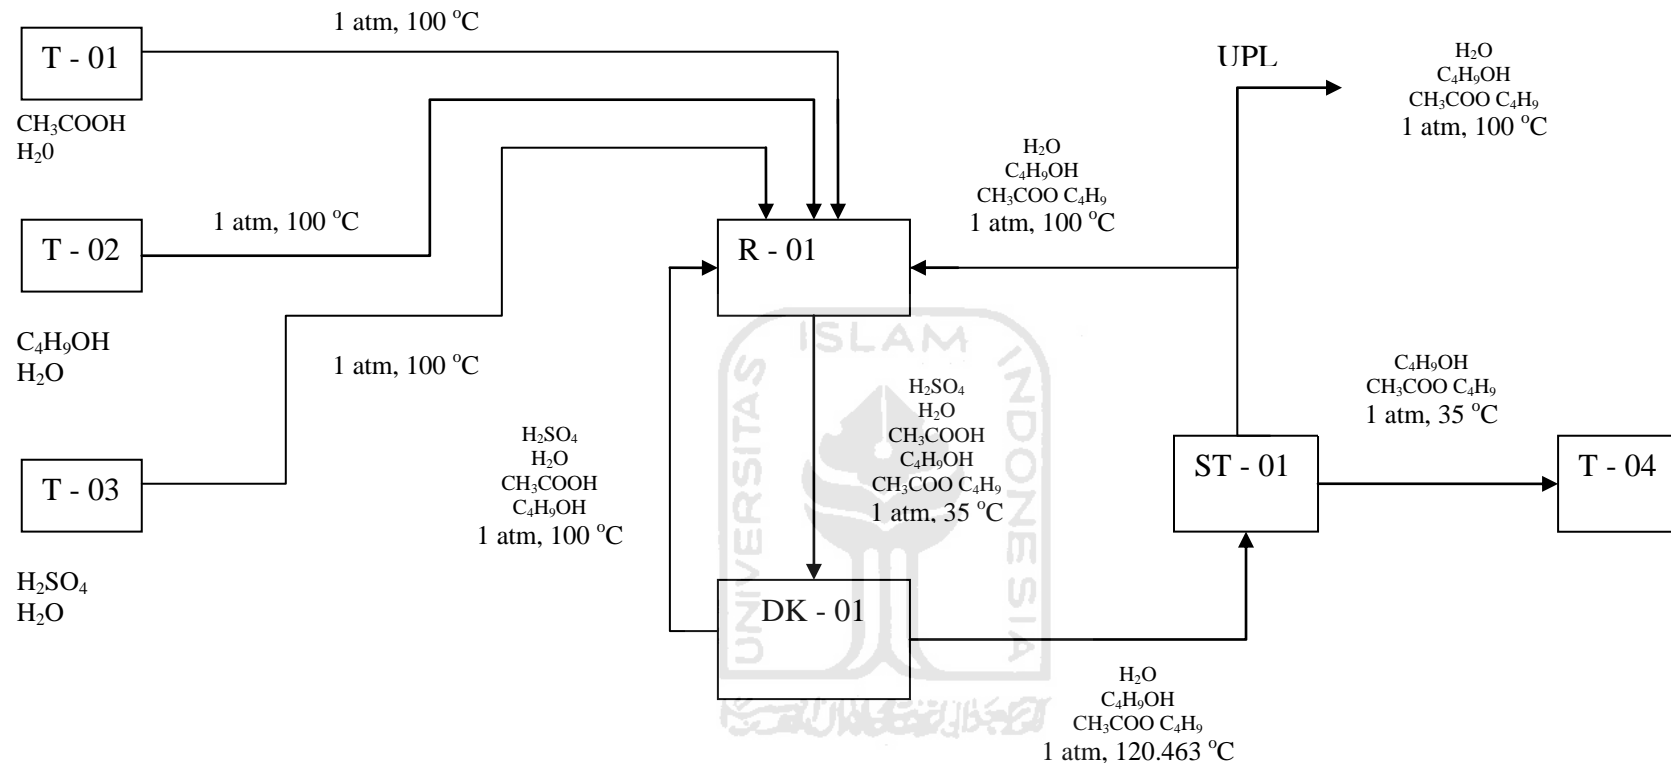 1 atm, 100 °C
T - 01
CH₃COOH
H₂0
1 atm, 100 °C
T - 02
C₄H₉OH
H₂O
1 atm, 100 °C
T - 03
H₂SO₄
H₂O
UPL
H₂O
C₄H₉OH
CH₃COO C₄H₉
1 atm, 100 °C
H₂O
C₄H₉OH
CH₃COO C₄H₉
1 atm, 100 °C
R - 01
H₂SO₄
H₂O
CH₃COOH
C₄H₉OH
1 atm, 100 °C
H₂SO₄
H₂O
CH₃COOH
C₄H₉OH
CH₃COO C₄H₉
1 atm, 35 °C
C₄H₉OH
CH₃COO C₄H₉
1 atm, 35 °C
ST - 01
T - 04
DK - 01
H₂O
C₄H₉OH
CH₃COO C₄H₉
1 atm, 120.463 °C
UNIVERSITAS
ISLAM
INDONESIA